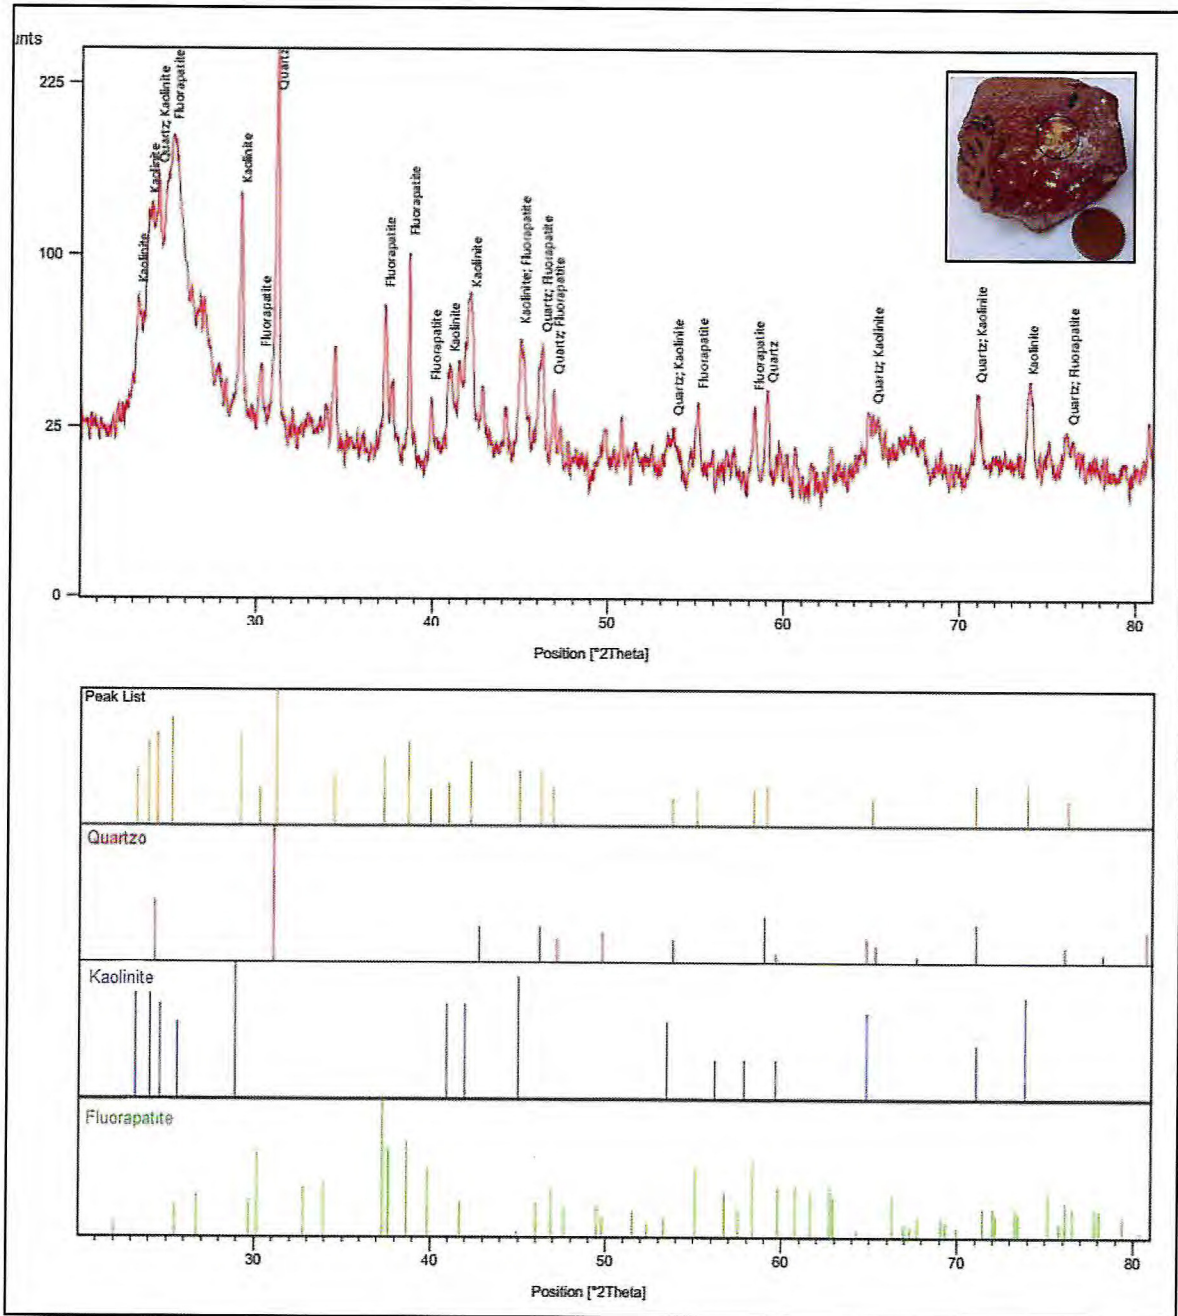 unts
225
100
25
0
Kaolinite
Kaolinite
Quartz; Kaolinite
Fluorapatite
Kaolinite
Fluorapatite
Quartz
Fluorapatite
Fluorapatite
Fluorapatite
Kaolinite
Kaolinite
Kaolinite; Fluorapatite
Quartz; Fluorapatite
Quartz; Fluorapatite
Quartz; Kaolinite
Fluorapatite
Fluorapatite
Quartz
Quartz; Kaolinite
Quartz; Kaolinite
Kaolinite
Quartz; Fluorapatite
30 40 50 60 70 80
Position [°2Theta]
Peak List
Quartzo
Kaolinite
Fluorapatite
30 40 50 60 70 80
Position [°2Theta]